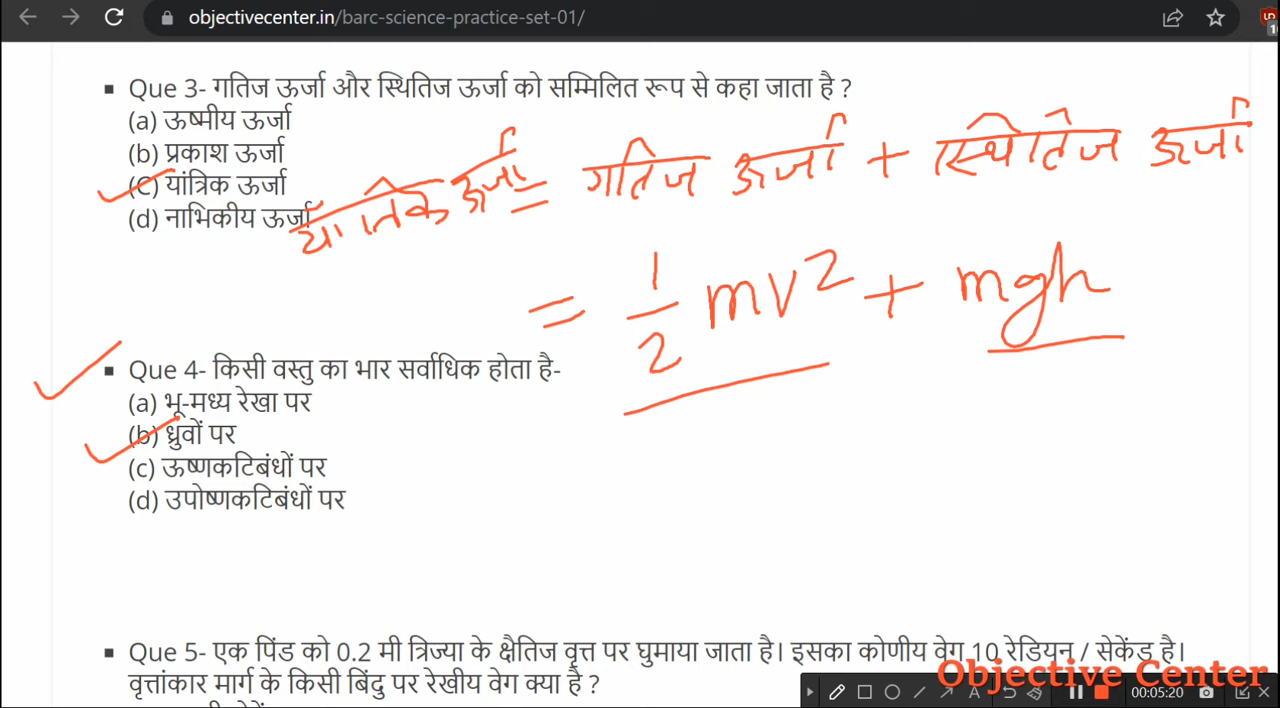 objectivecenter.in/barc-science-practice-set-01/
Que 3- गतिज ऊर्जा और स्थितिज ऊर्जा को सम्मिलित रूप से कहा जाता है ?
(a) ऊष्मीय ऊर्जा
(b) प्रकाश ऊर्जा
(C) यांत्रिक ऊर्जा
(d) नाभिकीय ऊर्जा
ऊर्जा = गतिज ऊर्जा + स्थितिज ऊर्जा
= 1/2 mv² + mgh
Que 4- किसी वस्तु का भार सर्वाधिक होता है-
(a) भू-मध्य रेखा पर
(b) ध्रुवों पर
(c) ऊष्णकटिबंधों पर
(d) उपोष्णकटिबंधों पर
Que 5- एक पिंड को 0.2 मी त्रिज्या के क्षैतिज वृत्त पर घुमाया जाता है। इसका कोणीय वेग 10 रेडियन / सेकेंड है।
वृत्तांकार मार्ग के किसी बिंदु पर रेखीय वेग क्या है ?
Objective Center
A
00:05:20